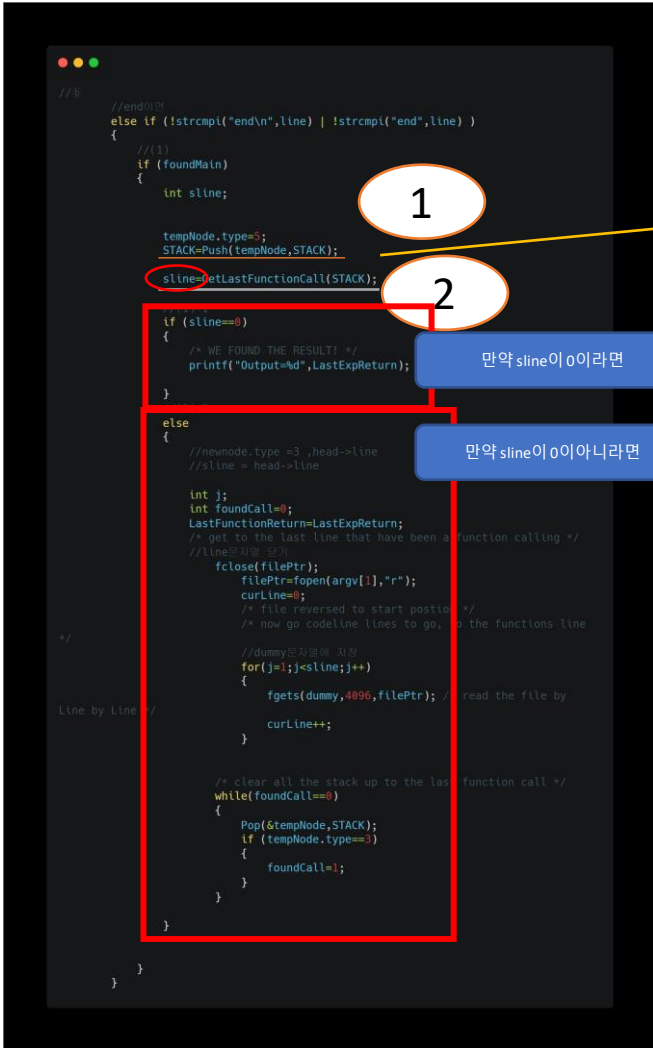 //⑥
//end이면
else if (!strcmpi("end\n",line) | !strcmpi("end",line) )
{
//(1)
if (foundMain)
{
int sline;
1
tempNode.type=5;
STACK=Push(tempNode,STACK);
sline=GetLastFunctionCall(STACK);
2
if (sline==0)
{
/* WE FOUND THE RESULT! */
printf("Output=%d",LastExpReturn);
만약 sline이 0이라면
}
else
{
만약 sline이 0이아니라면
//newnode.type =3 ,head->line
//sline = head->line
int j;
int foundCall=0;
LastFunctionReturn=LastExpReturn;
/* get to the last line that have been a function calling */
//line문자열 닫기
fclose(filePtr);
filePtr=fopen(argv[1],"r");
curLine=0;
/* file reversed to start postion */
/* now go codeline lines to go, to the functions line
*/
//dummy문자열에 저장
for(j=1;j<sline;j++)
{
fgets(dummy,4096,filePtr); /* read the file by
Line by Line */
curLine++;
}
/* clear all the stack up to the last function call */
while(foundCall==0)
{
Pop(&tempNode,STACK);
if (tempNode.type==3)
{
foundCall=1;
}
}
}
}
}